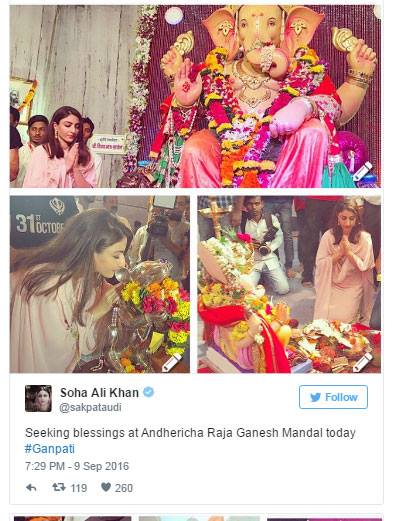 31ST
OCTOBER
Soha Ali Khan
@sakpataudi
Follow
Seeking blessings at Andhericha Raja Ganesh Mandal today
#Ganpati
7:29 PM - 9 Sep 2016
119 260